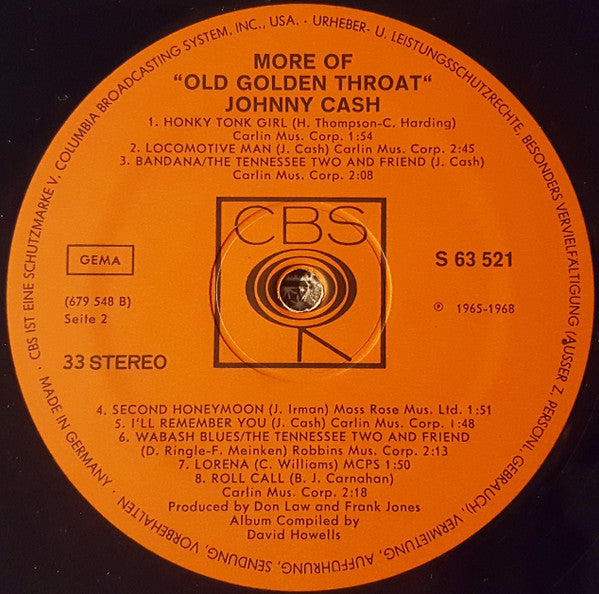 · CBS IST EINE SCHUTZMARKE V. COLUMBIA BROADCASTING SYSTEM, INC., USA. · URHEBER- U. LEISTUNGSSCHUTZRECHTE, BESONDERS VERVIELFÄLTIGUNG (AUSSER Z. PERSÖNL. GEBRAUCH), VERMIETUNG, AUFFÜHRUNG, SENDUNG, VORBEHALTEN · MADE IN GERMANY
MORE OF
"OLD GOLDEN THROAT"
JOHNNY CASH
1. HONKY TONK GIRL (H. Thompson-C. Harding)
Carlin Mus. Corp. 1:54
2. LOCOMOTIVE MAN (J. Cash) Carlin Mus. Corp. 2:45
3. BANDANA/THE TENNESSEE TWO AND FRIEND (J. Cash)
Carlin Mus. Corp. 2:08
CBS
GEMA
S 63 521
(679 548 B)
Seite 2
℗ 1965-1968
33 STEREO
4. SECOND HONEYMOON (J. Irman) Moss Rose Mus. Ltd. 1:51
5. I'LL REMEMBER YOU (J. Cash) Carlin Mus. Corp. 1:48
6. WABASH BLUES/THE TENNESSEE TWO AND FRIEND
(D. Ringle-F. Meinken) Robbins Mus. Corp. 2:13
7. LORENA (C. Williams) MCPS 1:50
8. ROLL CALL (B. J. Carnahan)
Carlin Mus. Corp. 2:18
Produced by Don Law and Frank Jones
Album Compiled by
David Howells